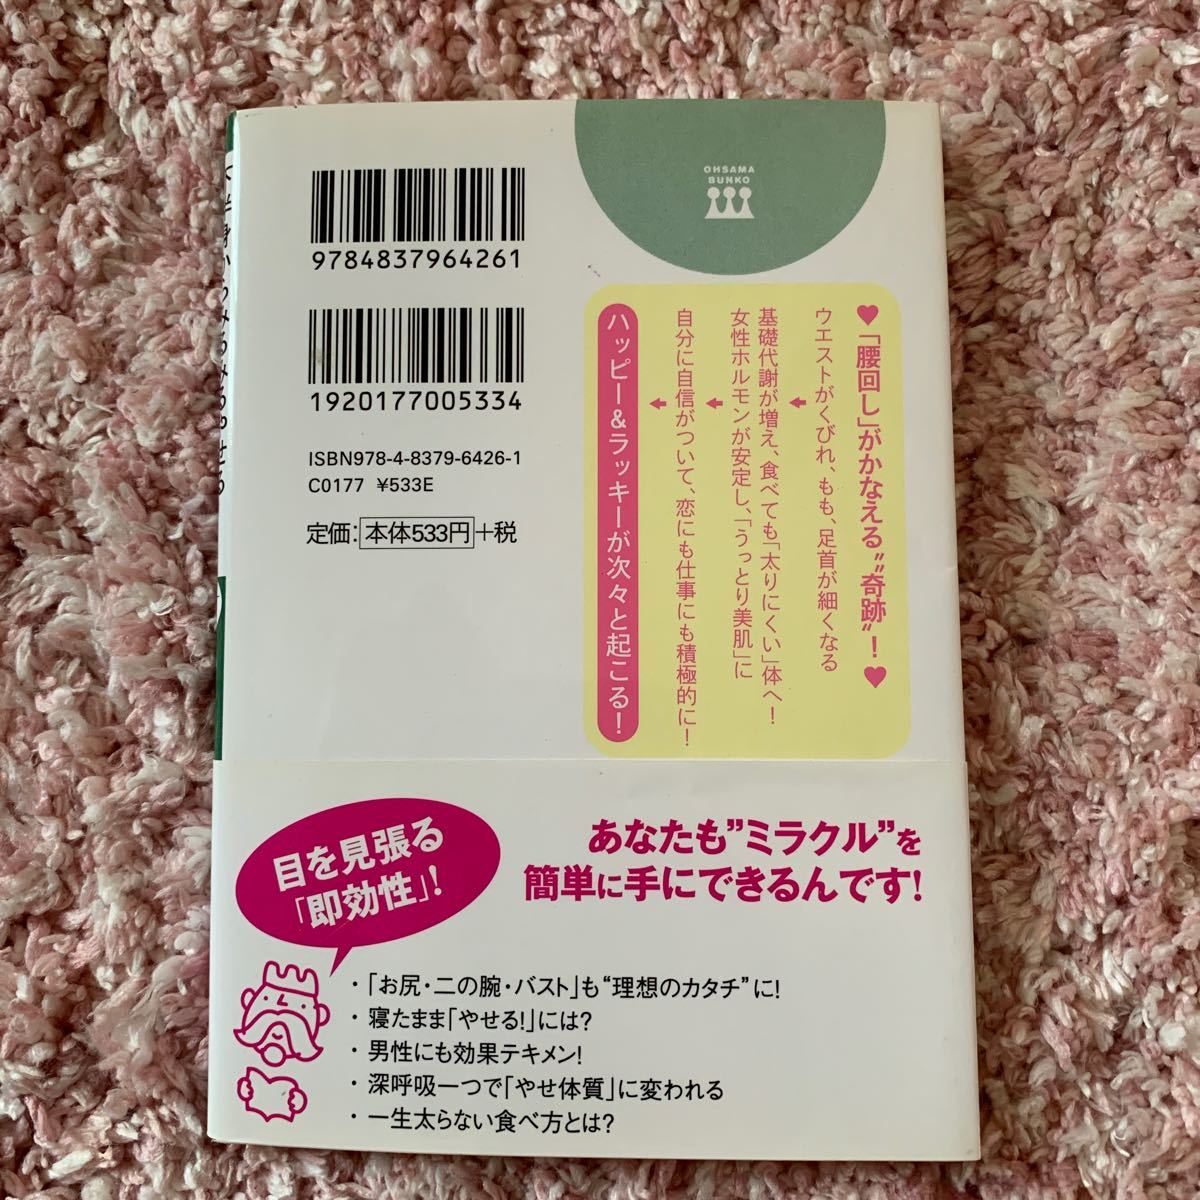 OHSAMA
BUNKO
9784837964261
1920177005334
ISBN978-4-8379-6426-1
C0177 ¥533E
定価：本体533円+税
♥「腰回し」がかなえる〝奇跡〟！♥
ウエストがくびれ、もも、足首が細くなる
基礎代謝が増え、食べても「太りにくい」体へ！
女性ホルモンが安定し、「うっとり美肌」に
自分に自信がついて、恋にも仕事にも積極的に！
ハッピー&ラッキーが次々と起こる！
あなたも”ミラクル”を
簡単に手にできるんです！
目を見張る
「即効性」！
・「お尻・二の腕・バスト」も“理想のカタチ”に！
・寝たまま「やせる！」には？
・男性にも効果テキメン！
・深呼吸一つで「やせ体質」に変われる
・一生太らない食べ方とは？